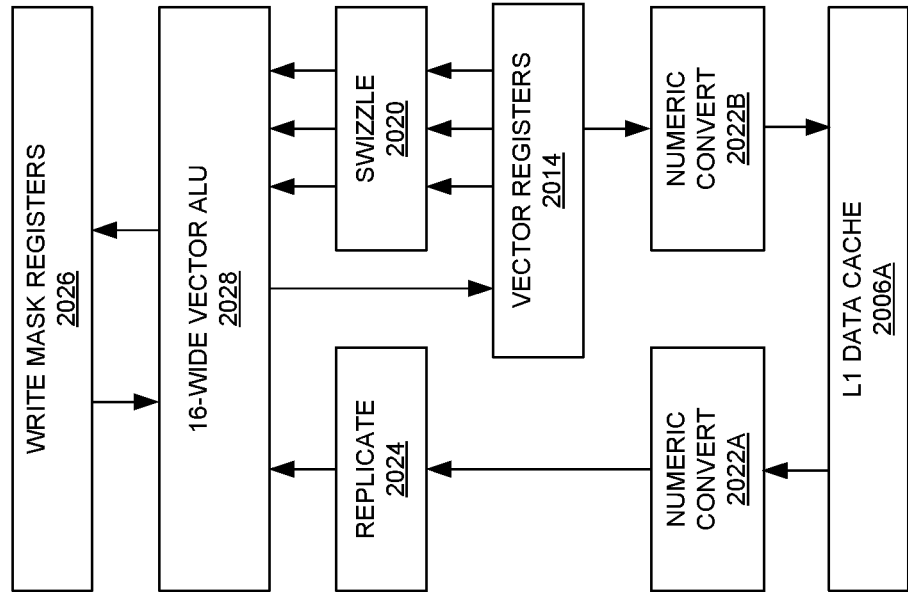 WRITE MASK REGISTERS
2026
16-WIDE VECTOR ALU
2028
REPLICATE
2024
SWIZZLE
2020
VECTOR REGISTERS
2014
NUMERIC
CONVERT
2022A
NUMERIC
CONVERT
2022B
L1 DATA CACHE
2006A